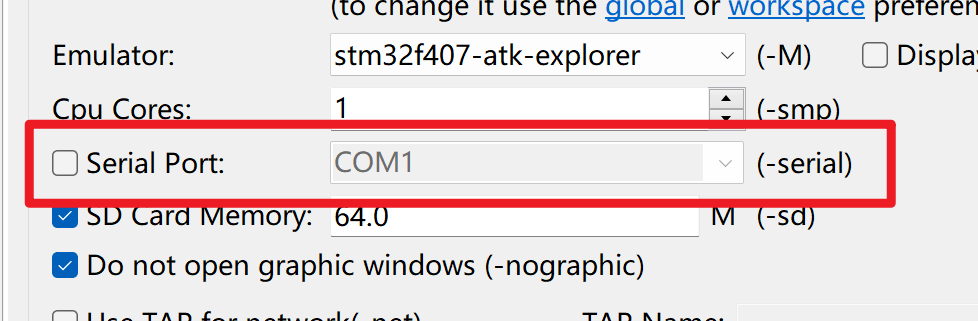 (to change it use the global or workspace preferen
Emulator: stm32f407-atk-explorer (-M) Display
Cpu Cores: 1 (-smp)
Serial Port: COM1 (-serial)
SD Card Memory: 64.0 M (-sd)
Do not open graphic windows (-nographic)
Use TAP for network(-net) TAP Name: